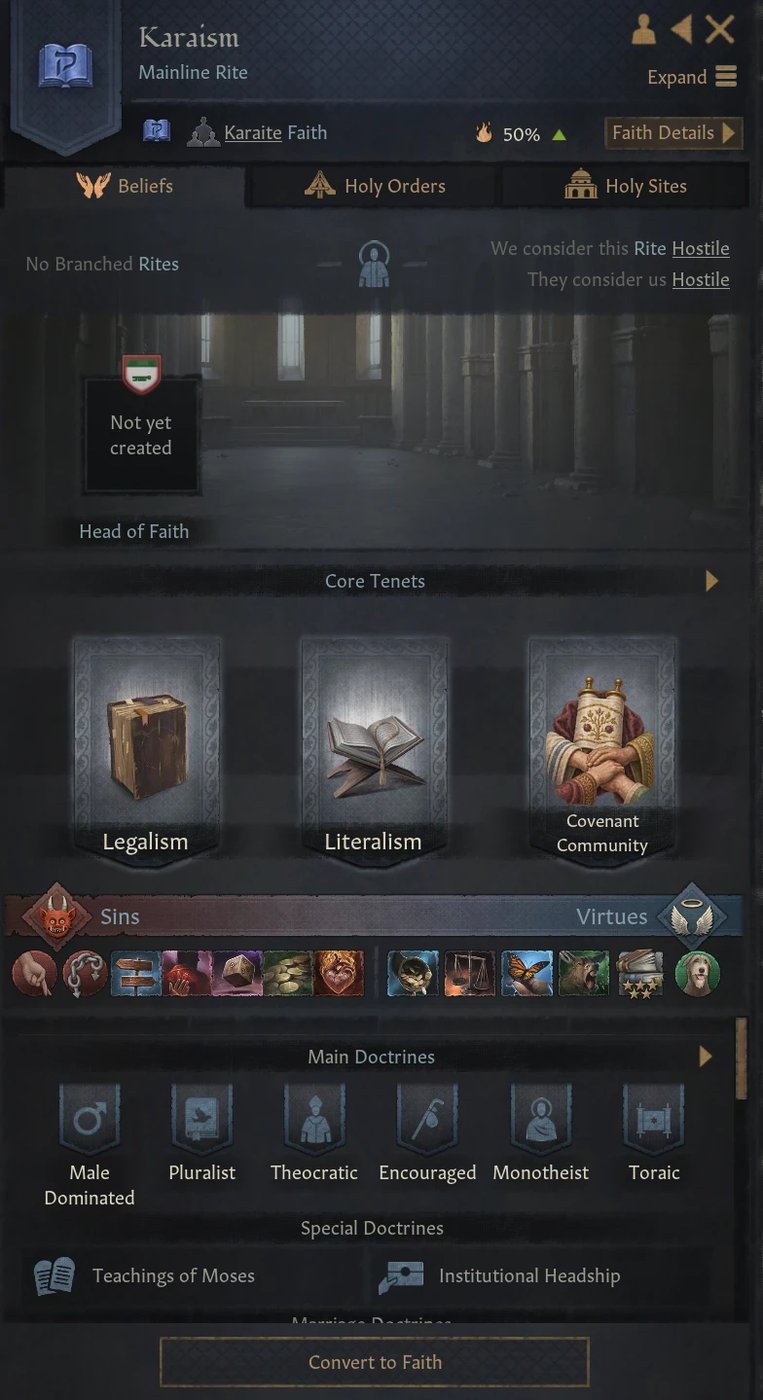 Karaism
Mainline Rite
Expand
Karaite Faith
50%
Faith Details
Beliefs
Holy Orders
Holy Sites
No Branched Rites
We consider this Rite Hostile
They consider us Hostile
Not yet
created
Head of Faith
Core Tenets
Legalism
Literalism
Covenant
Community
Sins
Virtues
Main Doctrines
Male
Dominated
Pluralist
Theocratic
Encouraged
Monotheist
Toraic
Special Doctrines
Teachings of Moses
Institutional Headship
Marriage Doctrines
Convert to Faith